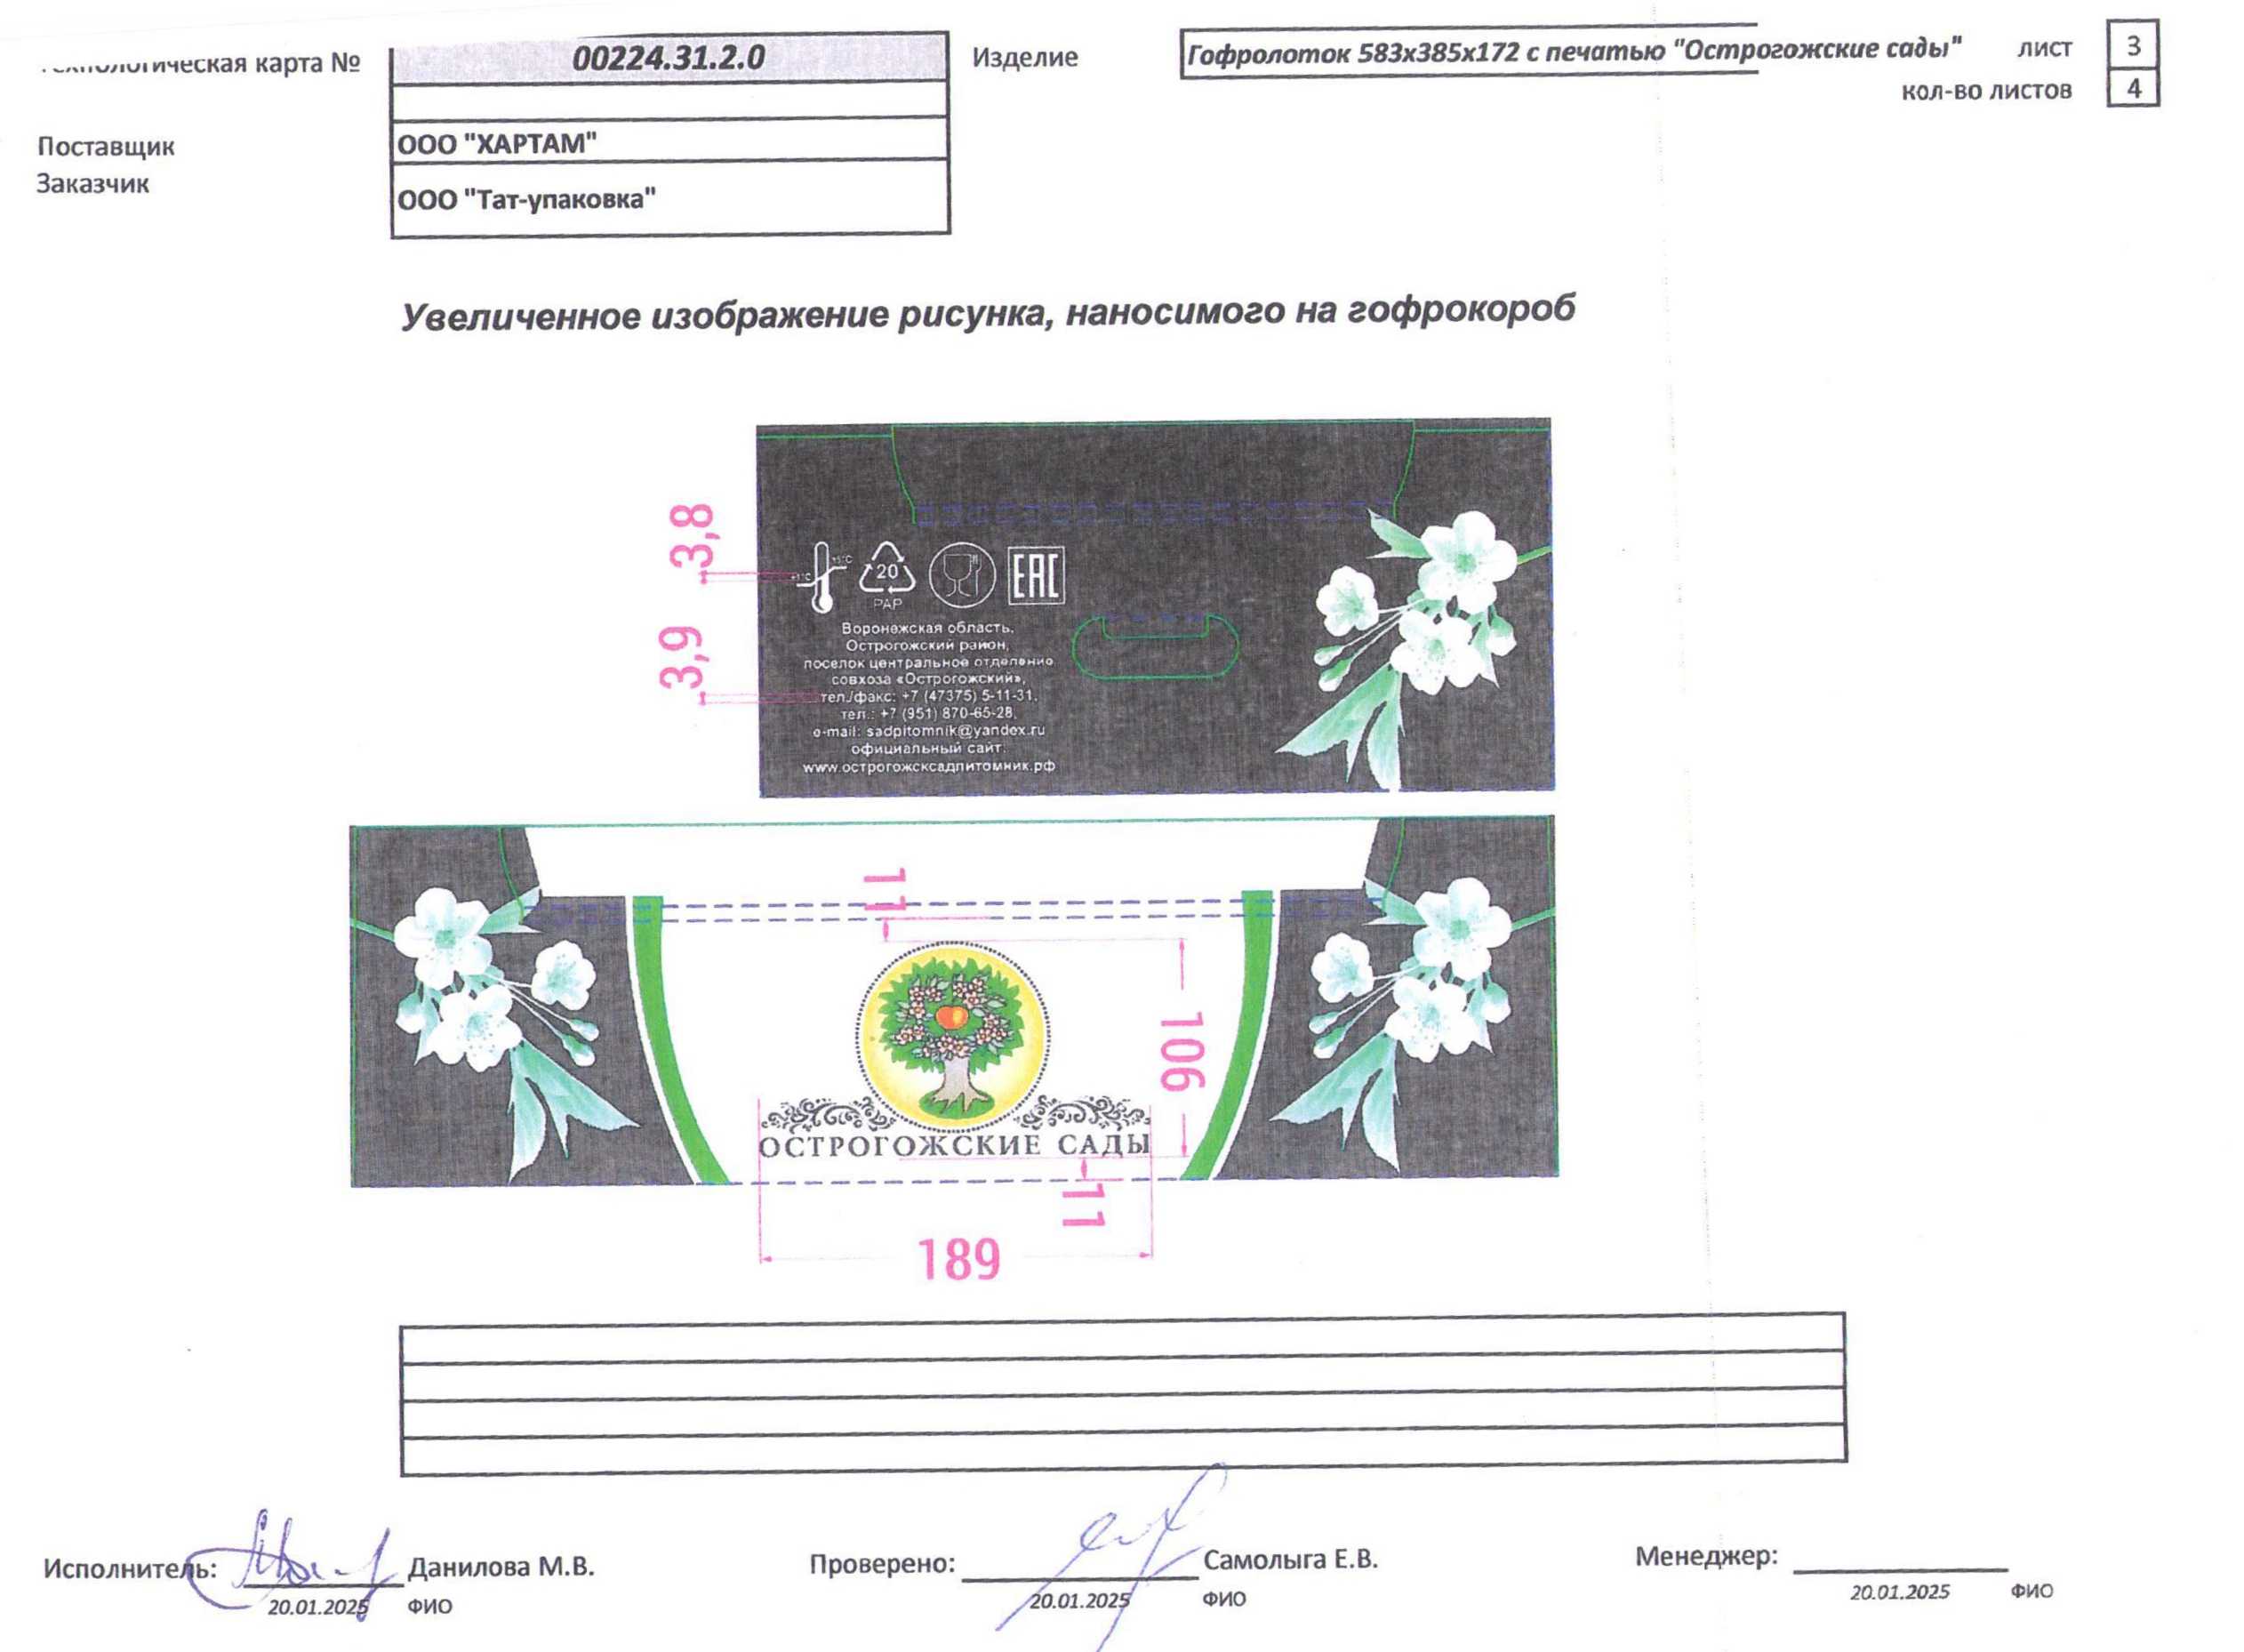 Технологическая карта №
00224.31.2.0
Изделие
Гофролоток 583х385х172 с печатью "Острогожские сады"
лист
3
кол-во листов
4
Поставщик
ООО "ХАРТАМ"
Заказчик
ООО "Тат-упаковка"
Увеличенное изображение рисунка, наносимого на гофрокороб
3,8
3,9
20
PAP
EAC
Воронежская область,
Острогожский район,
поселок центральное отделение
совхоза «Острогожский»,
тел./факс: +7 (47375) 5-11-31,
тел.: +7 (951) 870-65-28,
e-mail: sadpitomnik@yandex.ru
официальный сайт:
www.острогожсксадпитомник.рф
11
106
ОСТРОГОЖСКИЕ САДЫ
11
189
Исполнитель:
Данилова М.В.
20.01.2025
ФИО
Проверено:
Самолыга Е.В.
20.01.2025
ФИО
Менеджер:
20.01.2025
ФИО